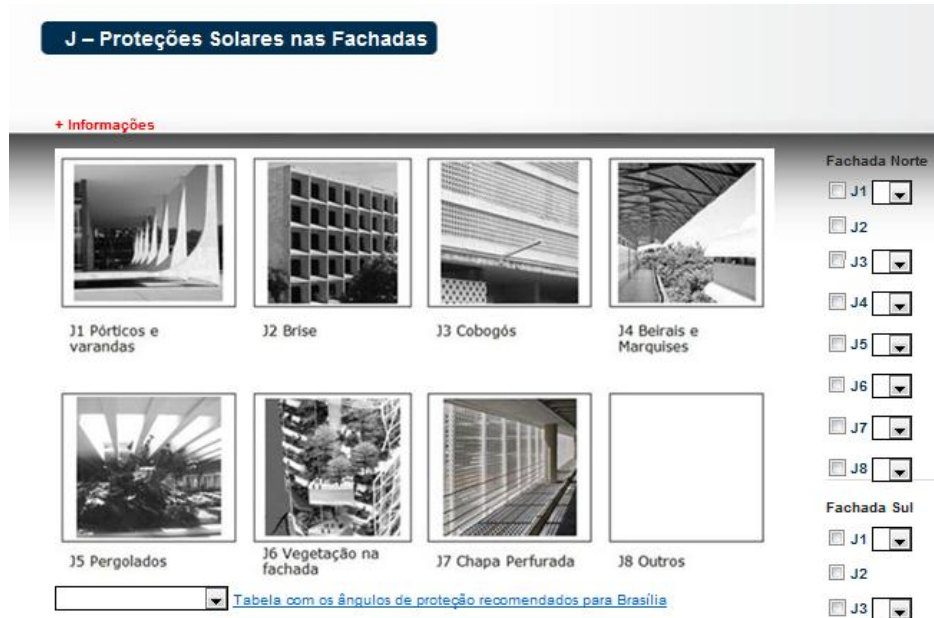 J – Proteções Solares nas Fachadas
+ Informações
J1 Pórticos e
varandas
J2 Brise
J3 Cobogós
J4 Beirais e
Marquises
J5 Pergolados
J6 Vegetação na
fachada
J7 Chapa Perfurada
J8 Outros
Tabela com os ângulos de proteção recomendados para Brasília
Fachada Norte
J1
J2
J3
J4
J5
J6
J7
J8
Fachada Sul
J1
J2
J3